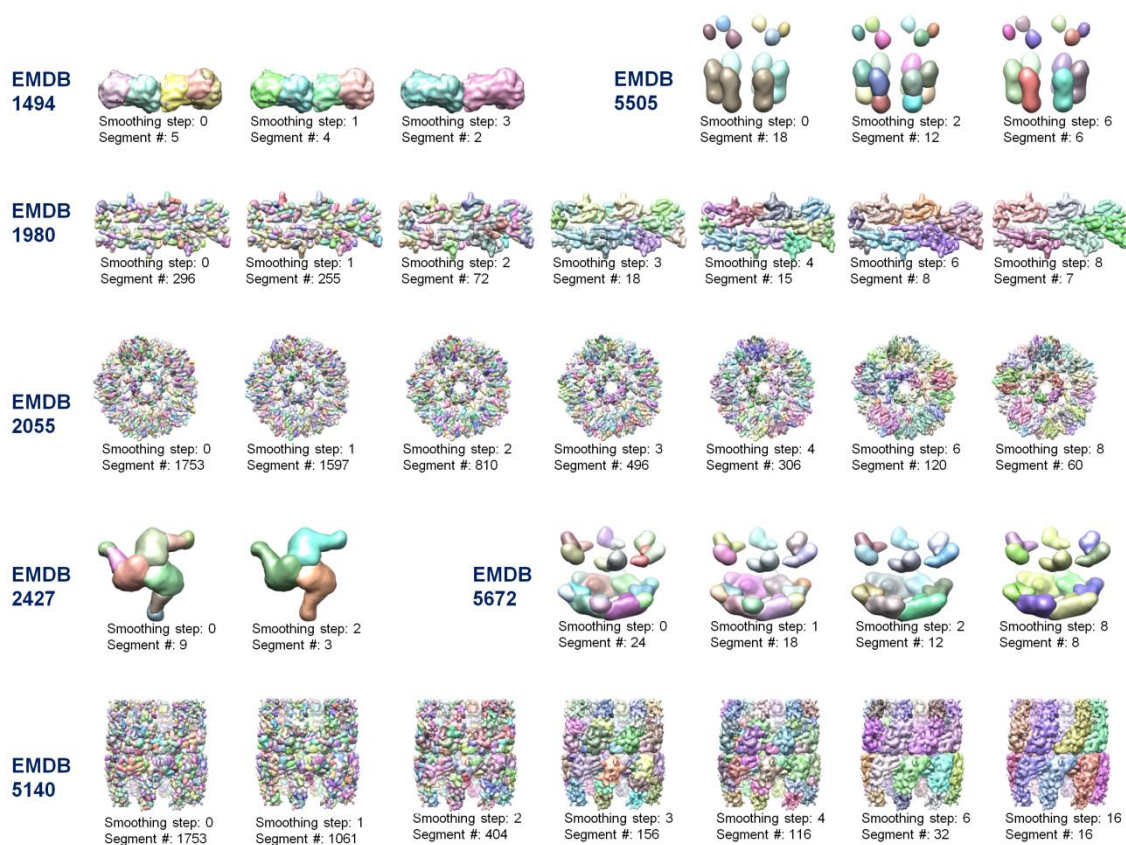 EMDB
1494
Smoothing step: 0
Segment #: 5
Smoothing step: 1
Segment #: 4
Smoothing step: 3
Segment #: 2
EMDB
5505
Smoothing step: 0
Segment #: 18
Smoothing step: 2
Segment #: 12
Smoothing step: 6
Segment #: 6
EMDB
1980
Smoothing step: 0
Segment #: 296
Smoothing step: 1
Segment #: 255
Smoothing step: 2
Segment #: 72
Smoothing step: 3
Segment #: 18
Smoothing step: 4
Segment #: 15
Smoothing step: 6
Segment #: 8
Smoothing step: 8
Segment #: 7
EMDB
2055
Smoothing step: 0
Segment #: 1753
Smoothing step: 1
Segment #: 1597
Smoothing step: 2
Segment #: 810
Smoothing step: 3
Segment #: 496
Smoothing step: 4
Segment #: 306
Smoothing step: 6
Segment #: 120
Smoothing step: 8
Segment #: 60
EMDB
2427
Smoothing step: 0
Segment #: 9
Smoothing step: 2
Segment #: 3
EMDB
5672
Smoothing step: 0
Segment #: 24
Smoothing step: 1
Segment #: 18
Smoothing step: 2
Segment #: 12
Smoothing step: 8
Segment #: 8
EMDB
5140
Smoothing step: 0
Segment #: 1753
Smoothing step: 1
Segment #: 1061
Smoothing step: 2
Segment #: 404
Smoothing step: 3
Segment #: 156
Smoothing step: 4
Segment #: 116
Smoothing step: 6
Segment #: 32
Smoothing step: 16
Segment #: 16